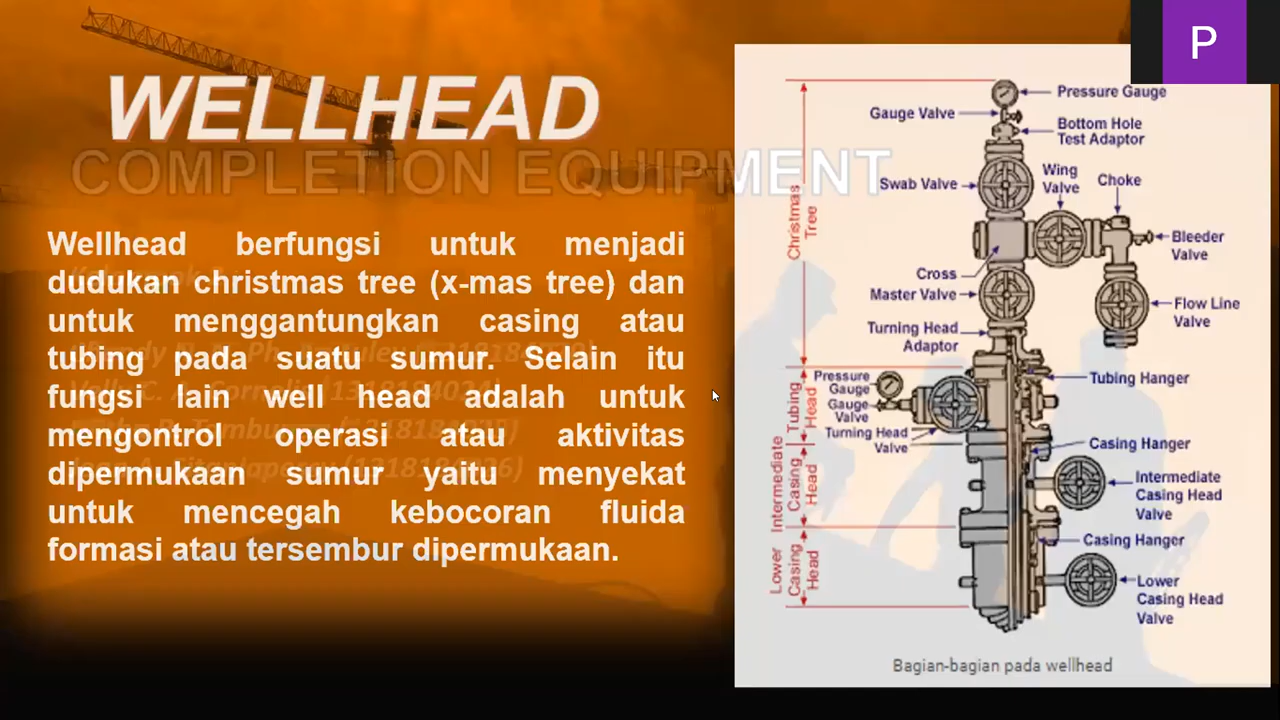 P
WELLHEAD
COMPLETION EQUIPMENT
Wellhead berfungsi untuk menjadi
dudukan christmas tree (x-mas tree) dan
untuk menggantungkan casing atau
tubing pada suatu sumur. Selain itu
fungsi lain well head adalah untuk
mengontrol operasi atau aktivitas
dipermukaan sumur yaitu menyekat
untuk mencegah kebocoran fluida
formasi atau tersembur dipermukaan.
Pressure Gauge
Gauge Valve
Bottom Hole
Test Adaptor
Swab Valve
Wing
Valve
Choke
Christmas
Tree
Bleeder
Valve
Cross
Master Valve
Flow Line
Valve
Turning Head
Adaptor
Pressure
Gauge
Gauge
Valve
Turning Head
Valve
Tubing
Head
Tubing Hanger
Casing Hanger
Intermediate
Casing
Head
Intermediate
Casing Head
Valve
Casing Hanger
Lower
Casing
Head
Lower
Casing Head
Valve
Bagian-bagian pada wellhead